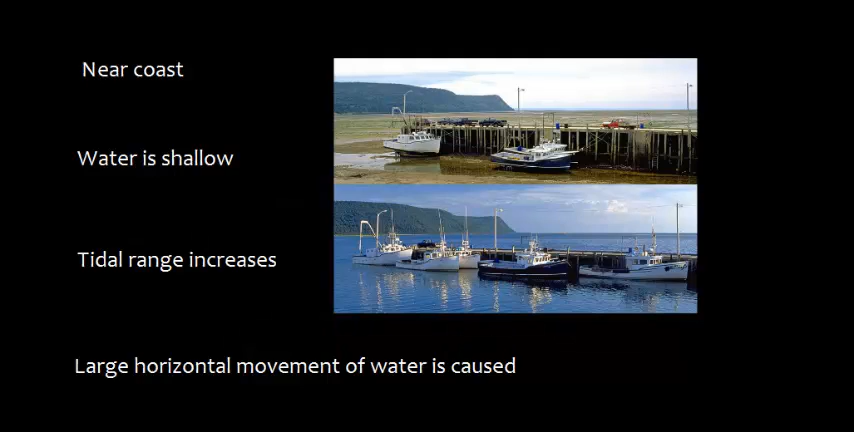 Near coast
Water is shallow
Tidal range increases
Large horizontal movement of water is caused